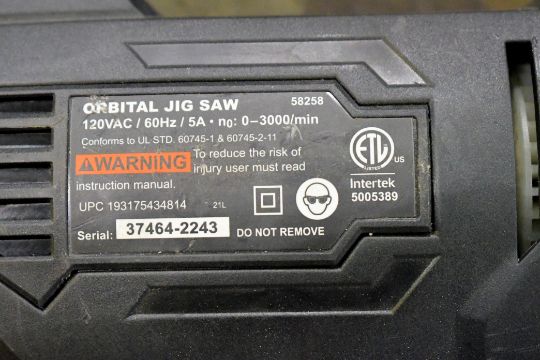 ORBITAL JIG SAW 58258
120VAC / 60Hz / 5A • n0: 0–3000/min
Conforms to UL STD. 60745-1 & 60745-2-11
WARNING To reduce the risk of
injury user must read
instruction manual.
UPC 193175434814 21L
Serial: 37464-2243 DO NOT REMOVE
ETL US
Intertek
5005389